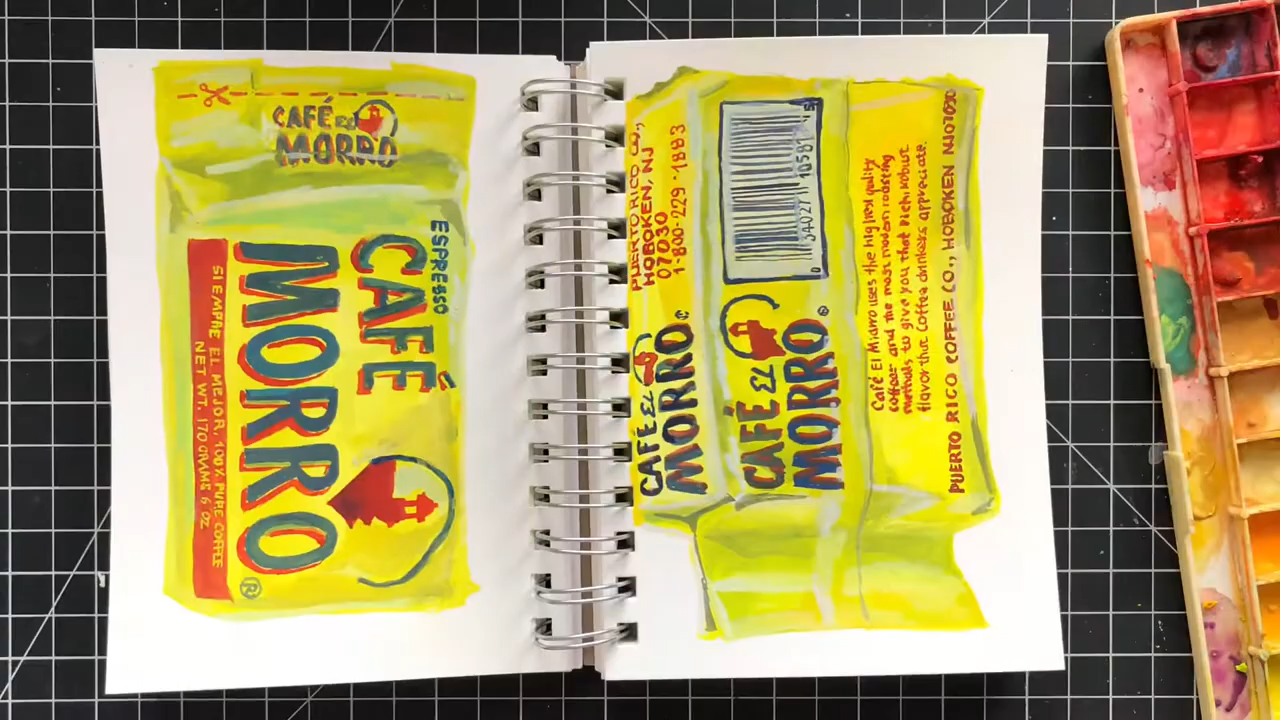 CAFÉ EL
MORRO
ESPRESSO
CAFÉ
MORRO
®
SIEMPRE EL MEJOR, 100% PURE COFFEE
NET WT. 170 GRAMS 6 OZ
PUERTO RICO CO.,
HOBOKEN, NJ
07030
1-800-229-1883
CAFÉ EL
MORRO®
CAFÉ EL
MORRO®
Café El Morro uses the highest quality
coffee and the most modern roasting
methods to give you that rich robust
flavor that coffee drinkers appreciate.
PUERTO RICO COFFEE CO., HOBOKEN NJ 07030